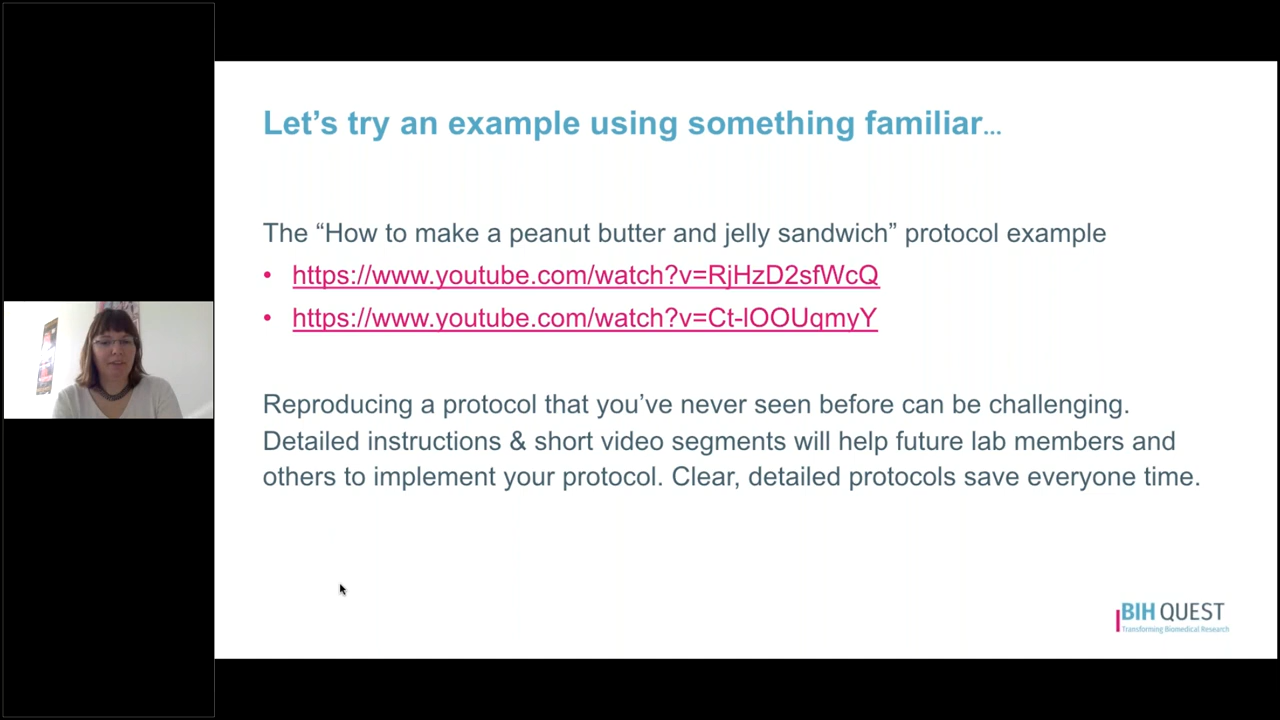 Let’s try an example using something familiar...
The “How to make a peanut butter and jelly sandwich” protocol example
• https://www.youtube.com/watch?v=RjHzD2sfWcQ
• https://www.youtube.com/watch?v=Ct-lOOUqmyY
Reproducing a protocol that you’ve never seen before can be challenging.
Detailed instructions & short video segments will help future lab members and
others to implement your protocol. Clear, detailed protocols save everyone time.
BIH QUEST
Transforming Biomedical Research